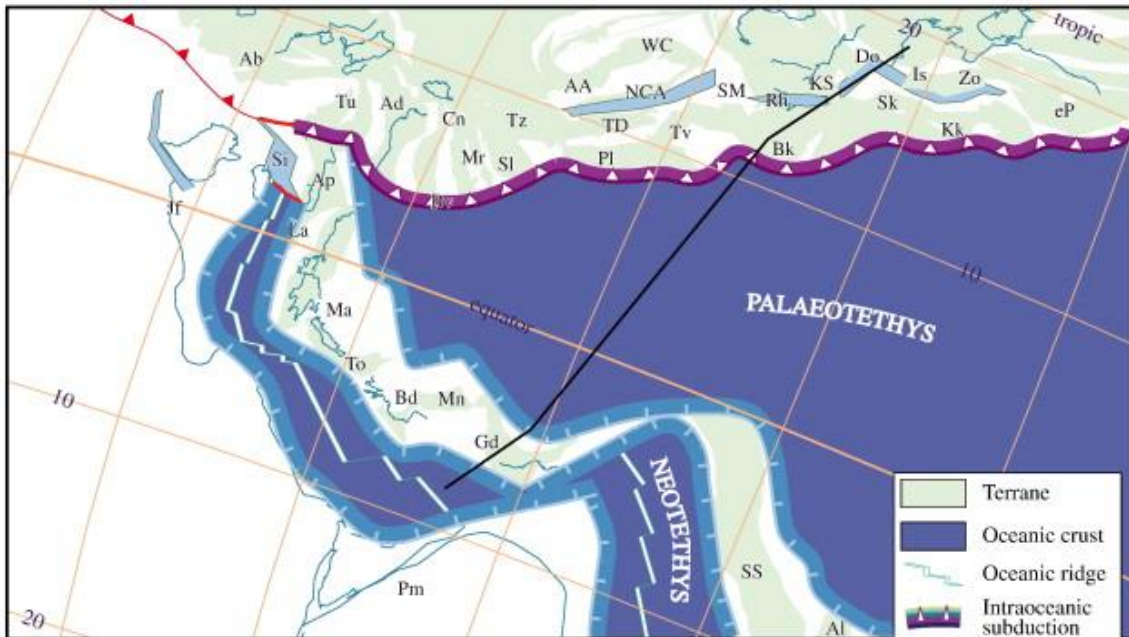 20
tropic
WC
Do
Ab
Is
Zo
AA
NCA
SM
KS
Rh
Tu
Ad
Sk
eP
Cn
Tz
TD
Tv
Kk
Bk
Mr
Sl
Pl
Si
Ap
Jf
La
10
equator
PALAEOTETHYS
Ma
To
Bd
Mn
10
Gd
NEOTETHYS
Terrane
Oceanic crust
Oceanic ridge
Intraoceanic
subduction
SS
Pm
20
Al